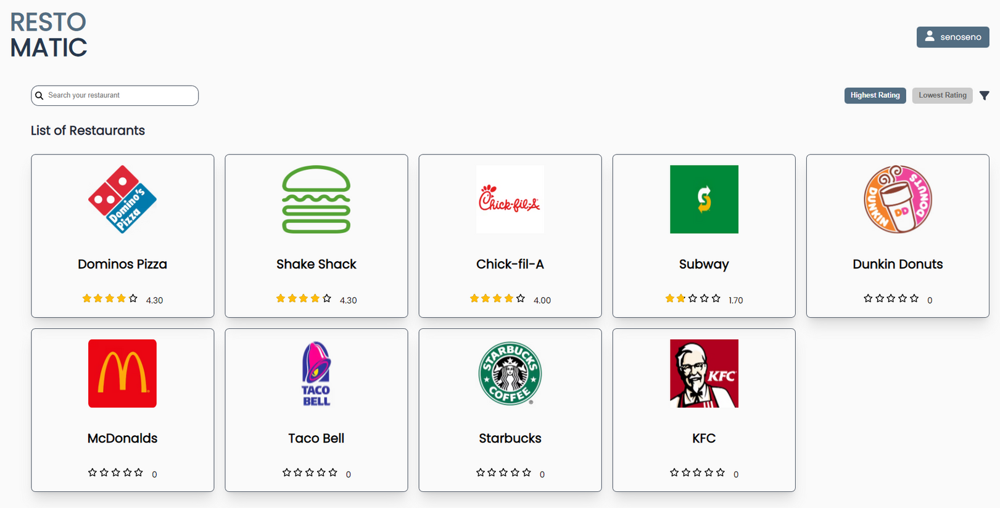 RESTO
MATIC
senoseno
Search your restaurant
Highest Rating
Lowest Rating
List of Restaurants
Domino's
Pizza
Chick-fil-A
DUNKIN
DONUTS
DD
Dominos Pizza
Shake Shack
Chick-fil-A
Subway
Dunkin Donuts
4.30
4.30
4.00
1.70
0
STARBUCKS
COFFEE
®
TACO
BELL
KFC
McDonalds
Taco Bell
Starbucks
KFC
0
0
0
0